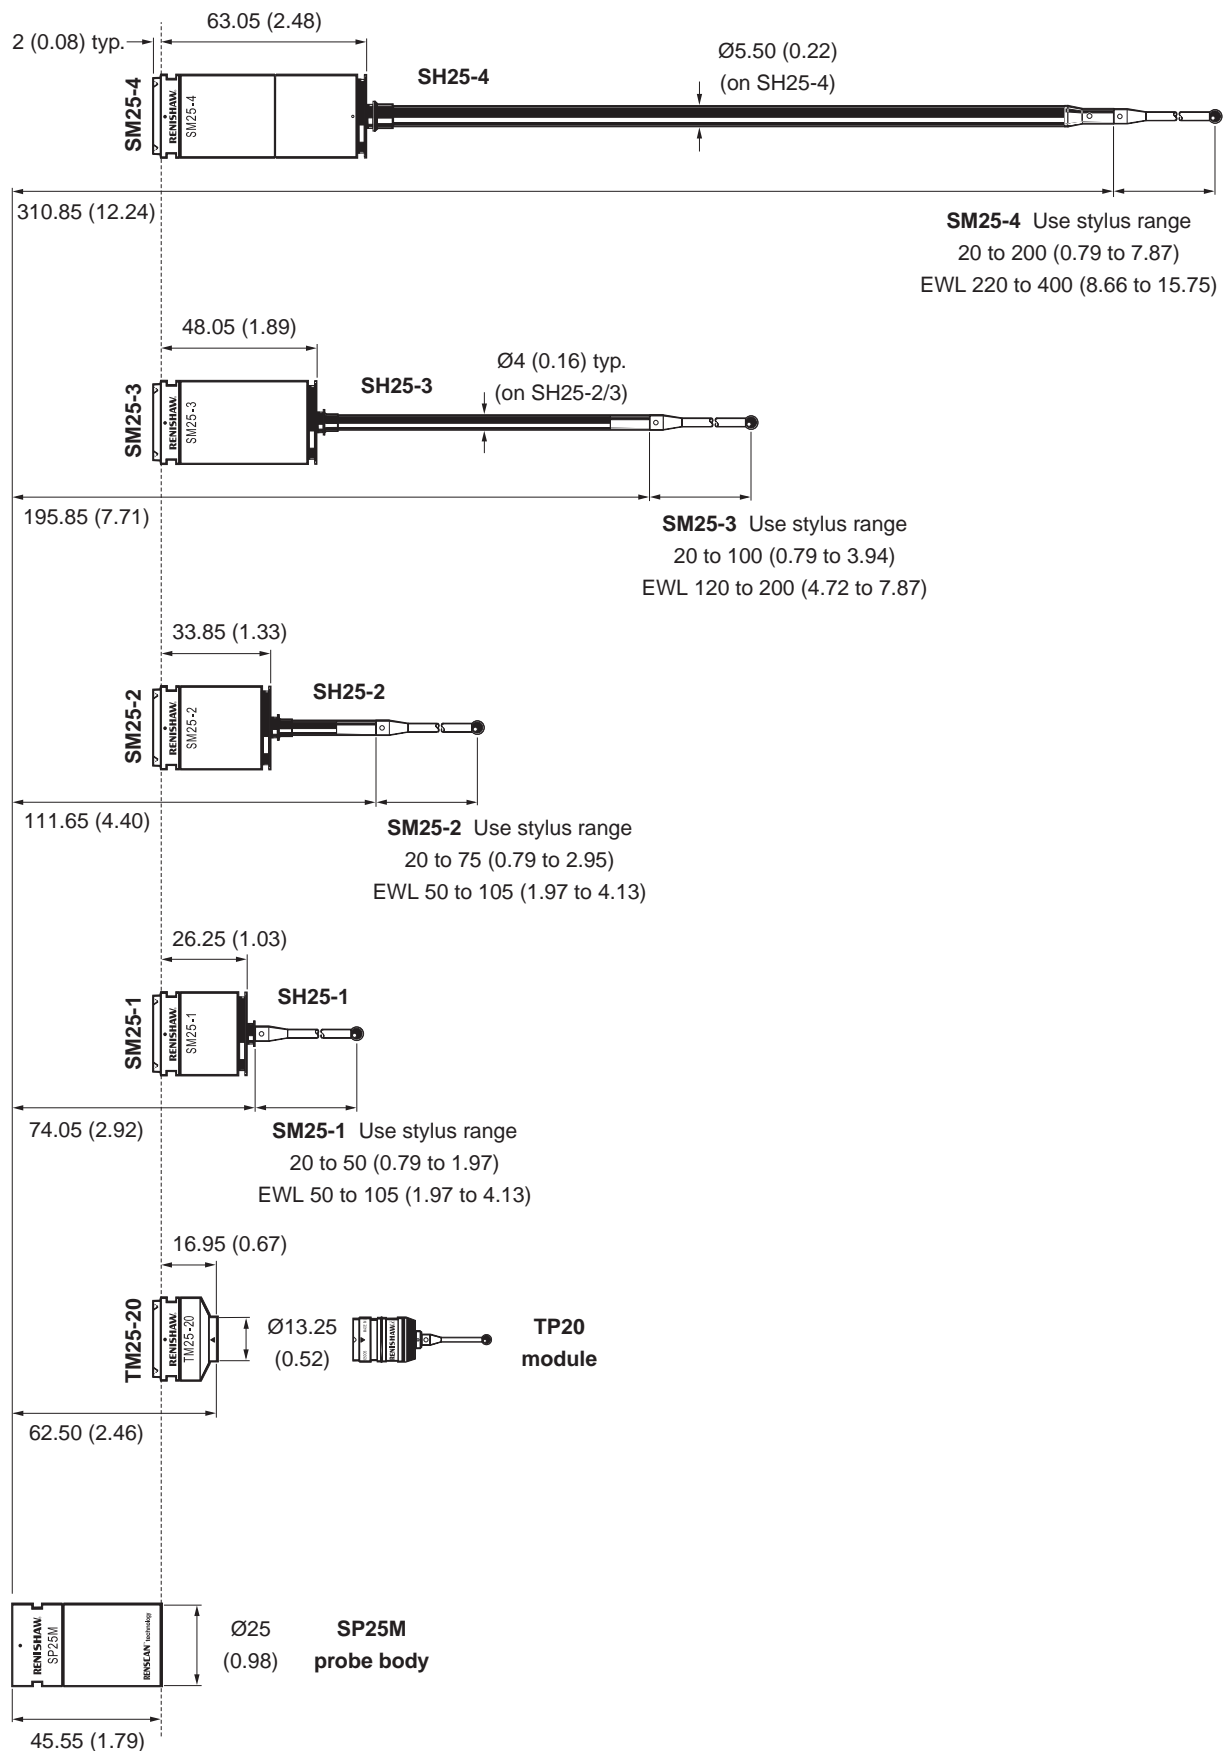 63.05 (2.48)
2 (0.08) typ.
Ø5.50 (0.22)
(on SH25-4)
SH25-4
SM25-4
RENISHAW.
SM25-4
310.85 (12.24)
SM25-4 Use stylus range
20 to 200 (0.79 to 7.87)
EWL 220 to 400 (8.66 to 15.75)
48.05 (1.89)
Ø4 (0.16) typ.
(on SH25-2/3)
SH25-3
SM25-3
RENISHAW.
SM25-3
195.85 (7.71)
SM25-3 Use stylus range
20 to 100 (0.79 to 3.94)
EWL 120 to 200 (4.72 to 7.87)
33.85 (1.33)
SH25-2
SM25-2
RENISHAW.
SM25-2
111.65 (4.40)
SM25-2 Use stylus range
20 to 75 (0.79 to 2.95)
EWL 50 to 105 (1.97 to 4.13)
26.25 (1.03)
SH25-1
SM25-1
RENISHAW.
SM25-1
74.05 (2.92)
SM25-1 Use stylus range
20 to 50 (0.79 to 1.97)
EWL 50 to 105 (1.97 to 4.13)
16.95 (0.67)
TM25-20
RENISHAW.
TM25-20
Ø13.25
(0.52)
RENISHAW
TP20
module
62.50 (2.46)
RENISHAW.
SP25M
RENSCAN technology
Ø25
(0.98)
SP25M
probe body
45.55 (1.79)